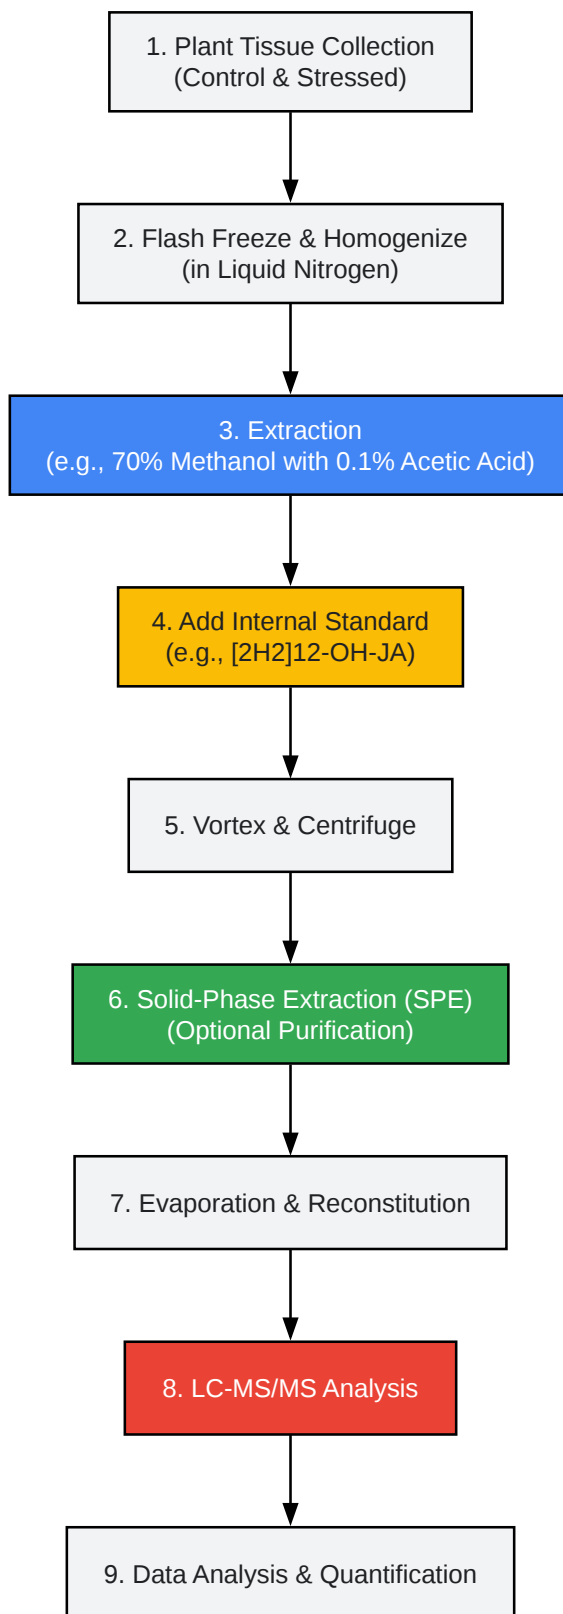 1. Plant Tissue Collection
(Control & Stressed)
2. Flash Freeze & Homogenize
(in Liquid Nitrogen)
3. Extraction
(e.g., 70% Methanol with 0.1% Acetic Acid)
4. Add Internal Standard
(e.g., [2H2]12-OH-JA)
5. Vortex & Centrifuge
6. Solid-Phase Extraction (SPE)
(Optional Purification)
7. Evaporation & Reconstitution
8. LC-MS/MS Analysis
9. Data Analysis & Quantification